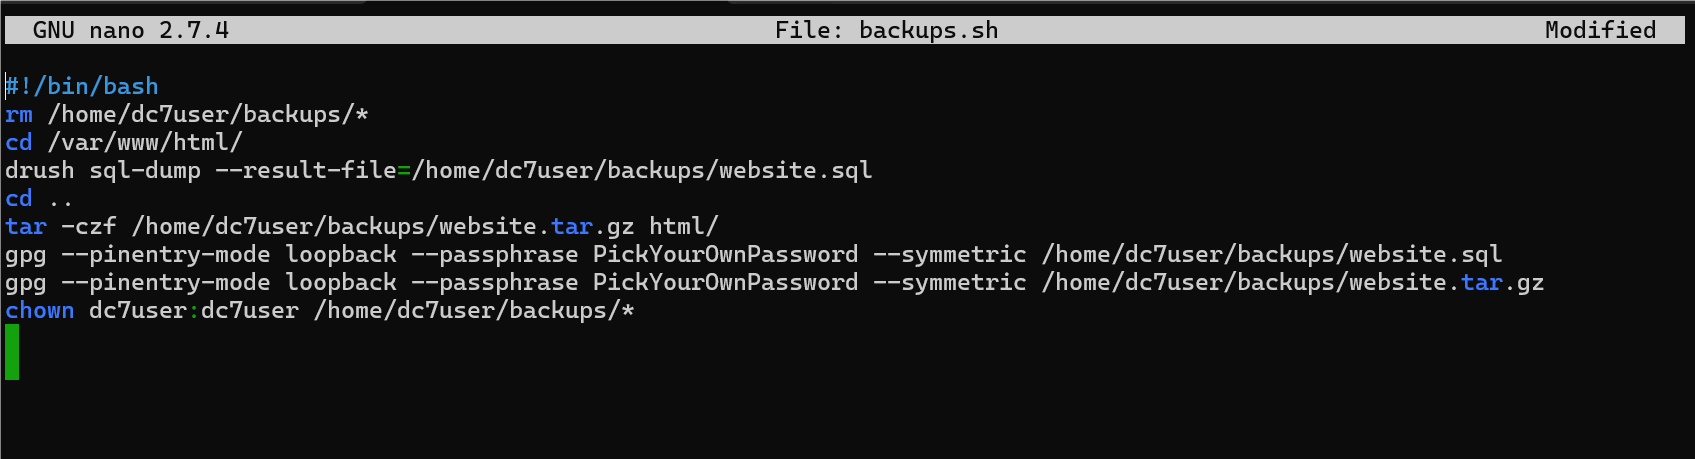 GNU nano 2.7.4 File: backups.sh Modified
#!/bin/bash
rm /home/dc7user/backups/*
cd /var/www/html/
drush sql-dump --result-file=/home/dc7user/backups/website.sql
cd ..
tar -czf /home/dc7user/backups/website.tar.gz html/
gpg --pinentry-mode loopback --passphrase PickYourOwnPassword --symmetric /home/dc7user/backups/website.sql
gpg --pinentry-mode loopback --passphrase PickYourOwnPassword --symmetric /home/dc7user/backups/website.tar.gz
chown dc7user:dc7user /home/dc7user/backups/*